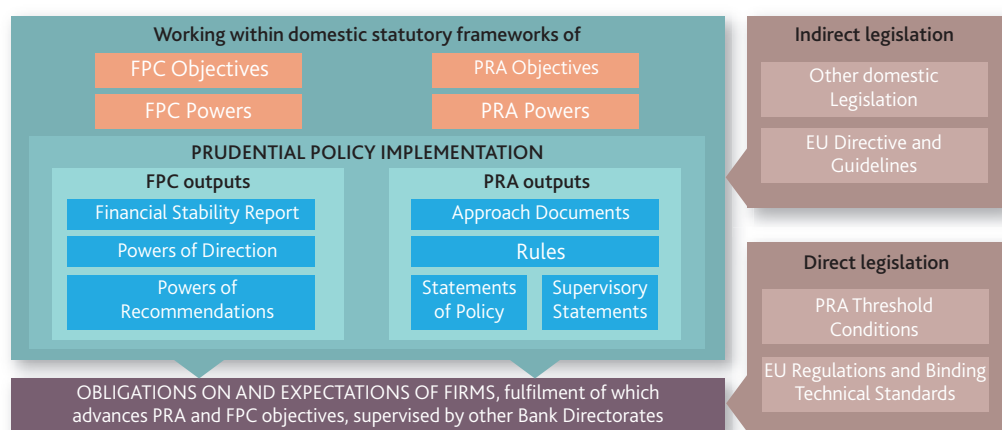 Working within domestic statutory frameworks of
FPC Objectives
PRA Objectives
FPC Powers
PRA Powers
PRUDENTIAL POLICY IMPLEMENTATION
FPC outputs
Financial Stability Report
Powers of Direction
Powers of
Recommendations
PRA outputs
Approach Documents
Rules
Statements
of Policy
Supervisory
Statements
OBLIGATIONS ON AND EXPECTATIONS OF FIRMS, fulfilment of which
advances PRA and FPC objectives, supervised by other Bank Directorates
Indirect legislation
Other domestic
Legislation
EU Directive and
Guidelines
Direct legislation
PRA Threshold
Conditions
EU Regulations and Binding
Technical Standards